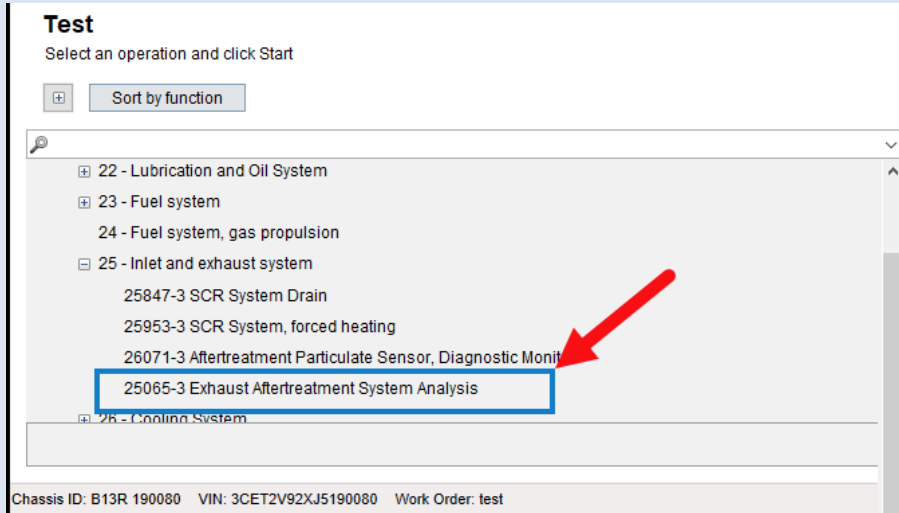 Test
Select an operation and click Start
Sort by function
22 - Lubrication and Oil System
23 - Fuel system
24 - Fuel system, gas propulsion
25 - Inlet and exhaust system
25847-3 SCR System Drain
25953-3 SCR System, forced heating
26071-3 Aftertreatment Particulate Sensor, Diagnostic Monit
25065-3 Exhaust Aftertreatment System Analysis
26 - Cooling System
Chassis ID: B13R 190080 VIN: 3CET2V92XJ5190080 Work Order: test